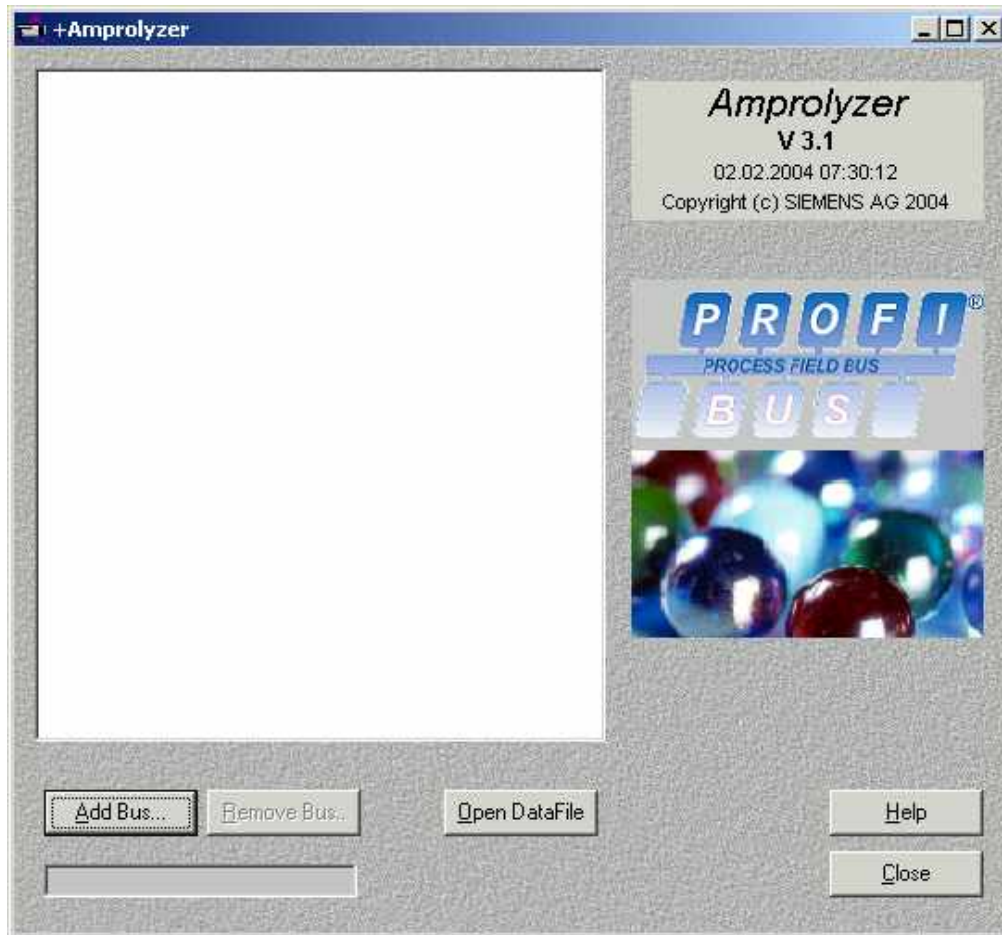 +Amprolyzer
Amprolyzer
V 3.1
02.02.2004 07:30:12
Copyright (c) SIEMENS AG 2004
PROFI®
PROCESS FIELD BUS
BUS
Add Bus...
Remove Bus..
Open DataFile
Help
Close